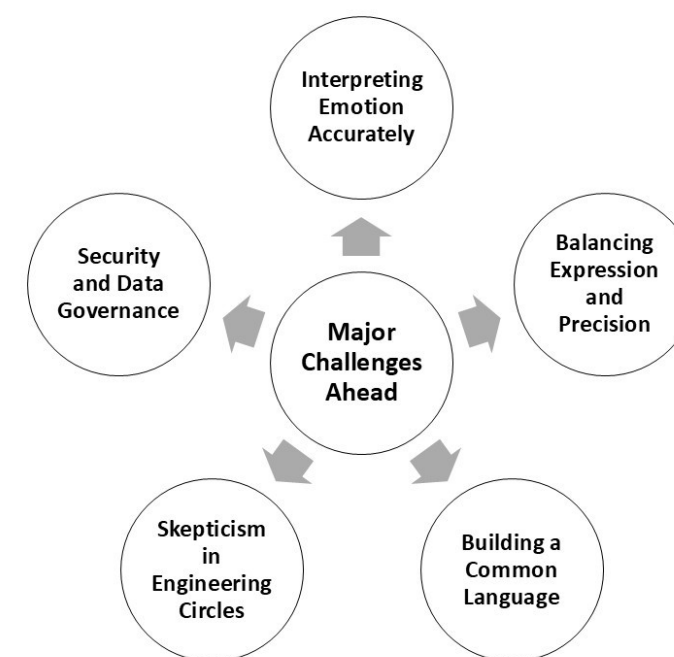 Interpreting
Emotion
Accurately
Security
and Data
Governance
Balancing
Expression
and
Precision
Major
Challenges
Ahead
Skepticism
in
Engineering
Circles
Building a
Common
Language